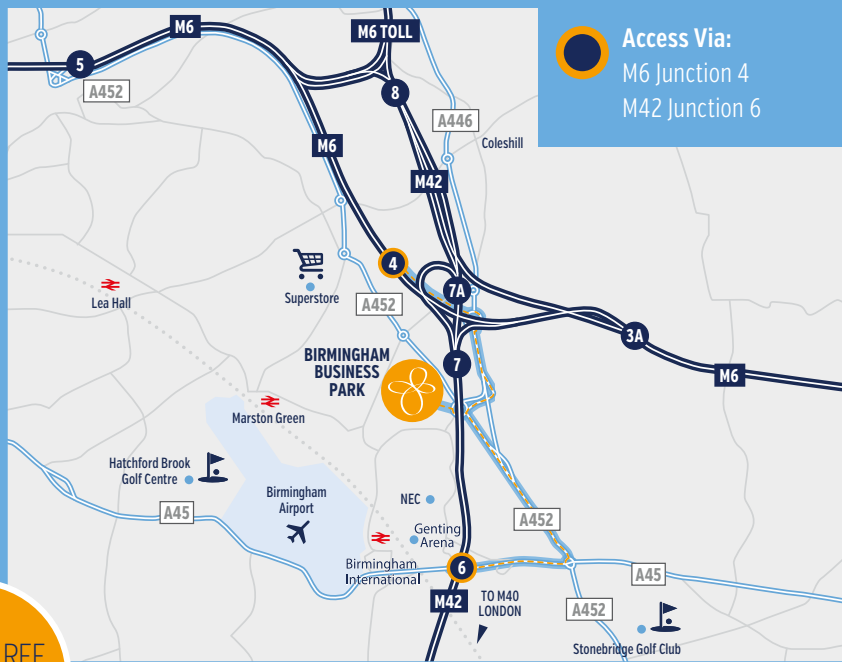 M6
M6 TOLL
5
A452
8
Access Via:
M6 Junction 4
M42 Junction 6
A446
Coleshill
M6
M42
4
7A
Superstore
A452
Lea Hall
3A
M6
7
BIRMINGHAM
BUSINESS
PARK
Marston Green
Hatchford Brook
Golf Centre
A45
Birmingham
Airport
NEC
Genting
Arena
A452
Birmingham
International
6
A45
M42
TO M40
LONDON
A452
Stonebridge Golf Club